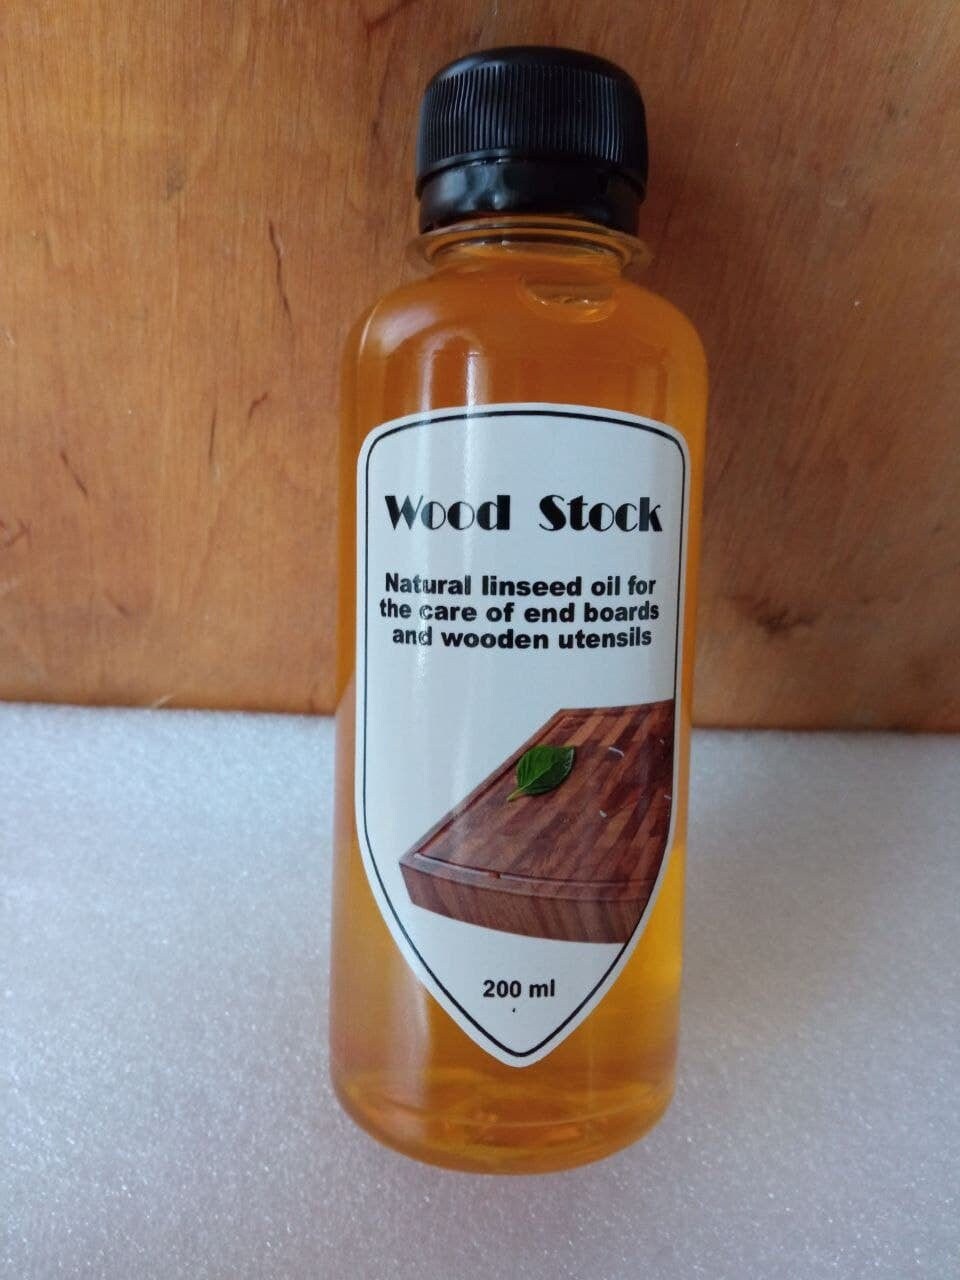 Wood Stock
Natural linseed oil for
the care of end boards
and wooden utensils
200 ml